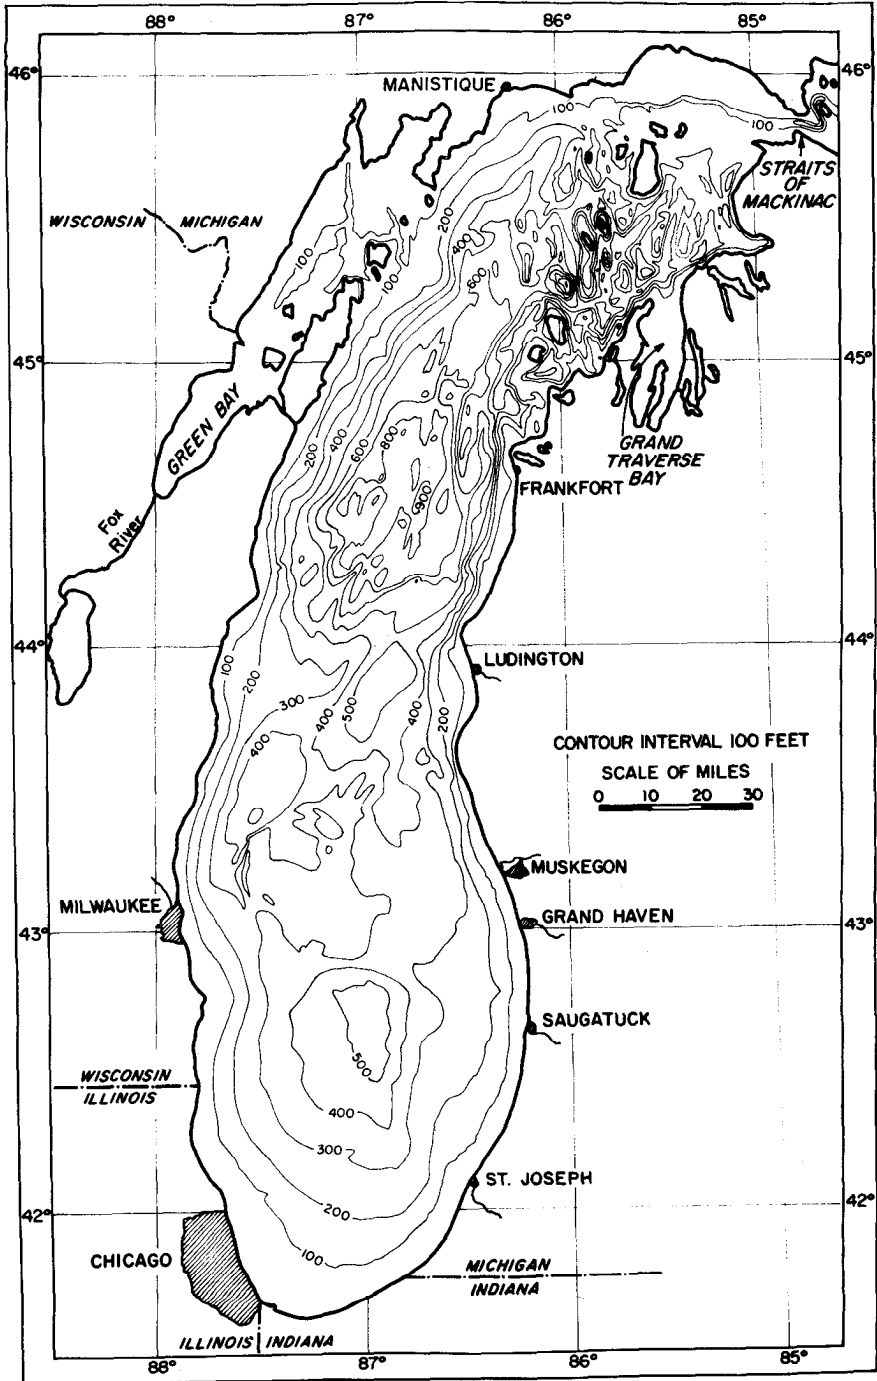 88° 87° 86° 85°
46° 46°
MANISTIQUE
100
100
STRAITS
OF
MACKINAC
WISCONSIN MICHIGAN
200
400
100
100
600
45° 45°
GREEN BAY
800
400
600
200
GRAND
TRAVERSE
BAY
900
FRANKFORT
Fox
River
44° 44°
LUDINGTON
100
200
300
400
500
400
200
400
CONTOUR INTERVAL 100 FEET
SCALE OF MILES
0 10 20 30
MUSKEGON
MILWAUKEE
GRAND HAVEN
43° 43°
SAUGATUCK
500
WISCONSIN
ILLINOIS
400
300
ST. JOSEPH
200
42° 42°
100
CHICAGO
MICHIGAN
INDIANA
ILLINOIS INDIANA
88° 87° 86° 85°